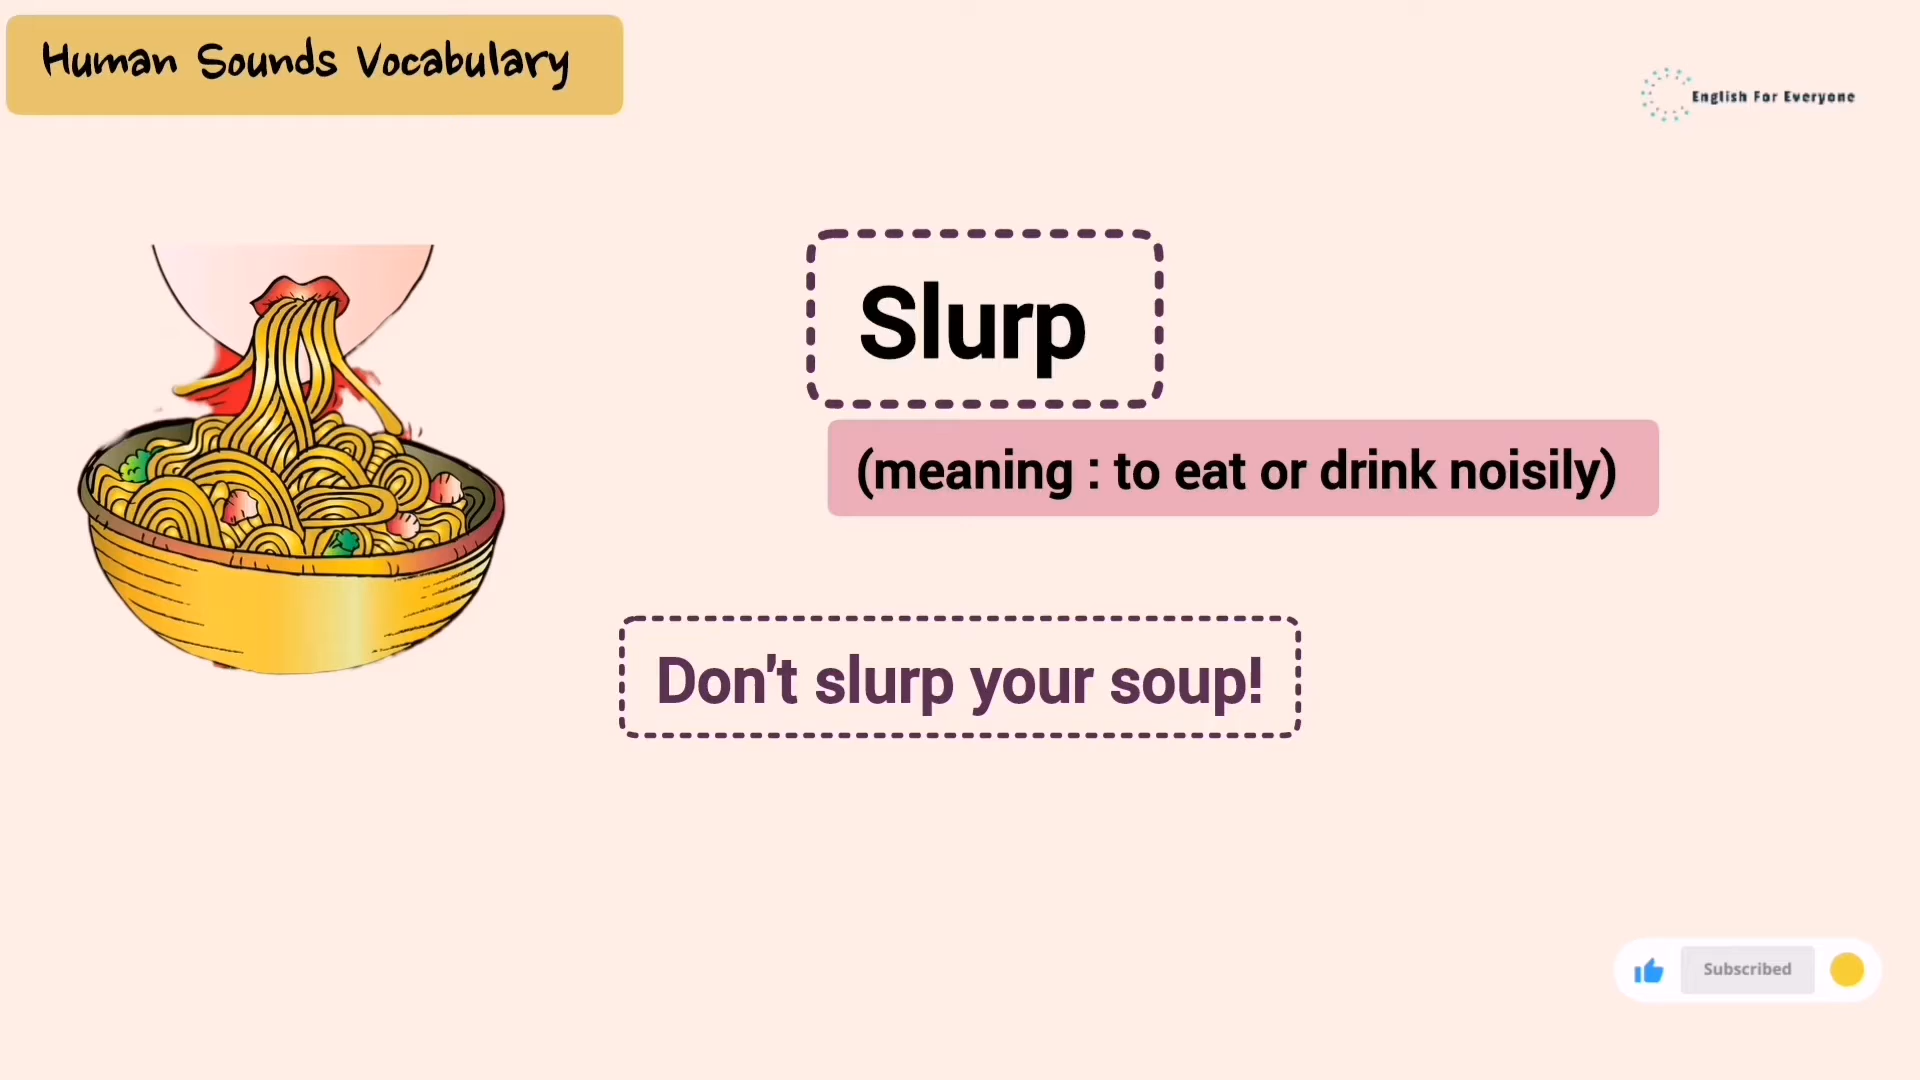 Human Sounds Vocabulary
English For Everyone
Slurp
(meaning : to eat or drink noisily)
Don't slurp your soup!
Subscribed